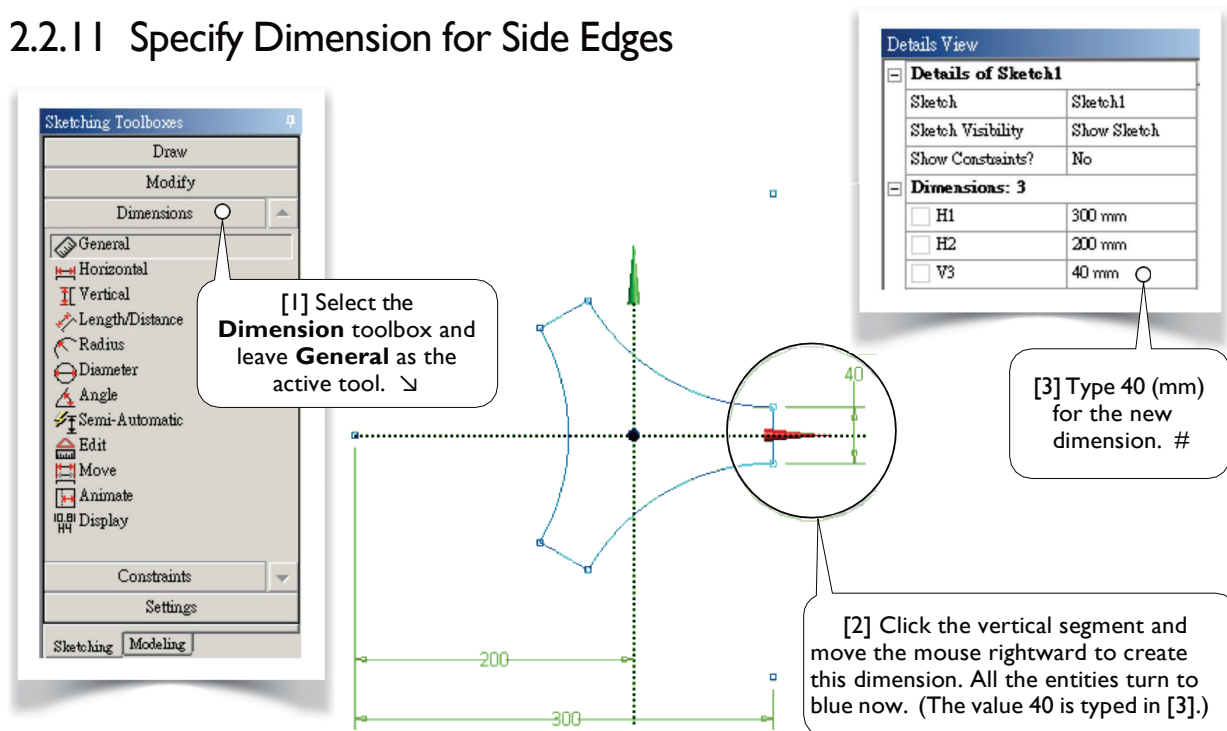 2.2.11 Specify Dimension for Side Edges
Sketching Toolboxes
Draw
Modify
Dimensions
General
Horizontal
Vertical
Length/Distance
Radius
Diameter
Angle
Semi-Automatic
Edit
Move
Animate
Display
Constraints
Settings
Sketching Modeling
[1] Select the
Dimension toolbox and
leave General as the
active tool. ↘
Details View
Details of Sketch1
Sketch Sketch1
Sketch Visibility Show Sketch
Show Constraints? No
Dimensions: 3
H1 300 mm
H2 200 mm
V3 40 mm
[3] Type 40 (mm)
for the new
dimension. #
40
[2] Click the vertical segment and
move the mouse rightward to create
this dimension. All the entities turn to
blue now. (The value 40 is typed in [3].)
200
300